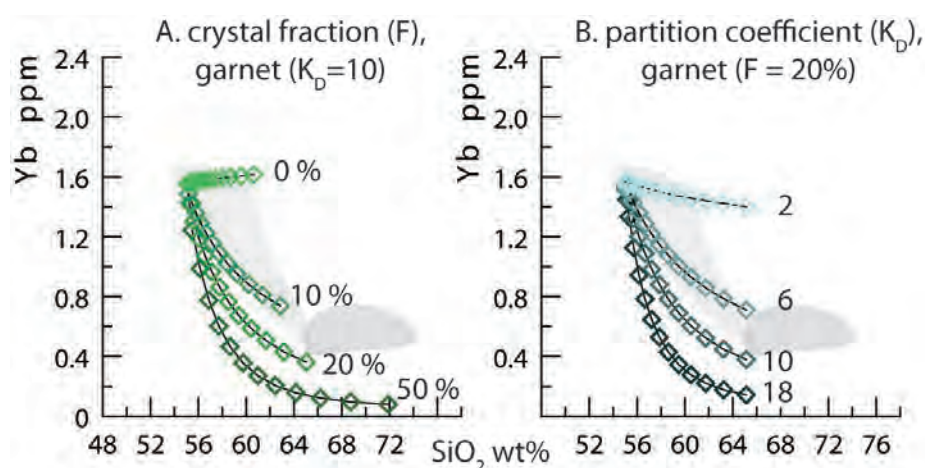 A. crystal fraction (F),
garnet (K_D=10)
B. partition coefficient (K_D),
garnet (F = 20%)
Yb ppm
2.4
2.0
1.6
1.2
0.8
0.4
0
0 %
10 %
20 %
50 %
48 52 56 60 64 68 72
Yb ppm
2.4
2.0
1.6
1.2
0.8
0.4
0
2
6
10
18
52 56 60 64 68 72 76
SiO₂ wt%